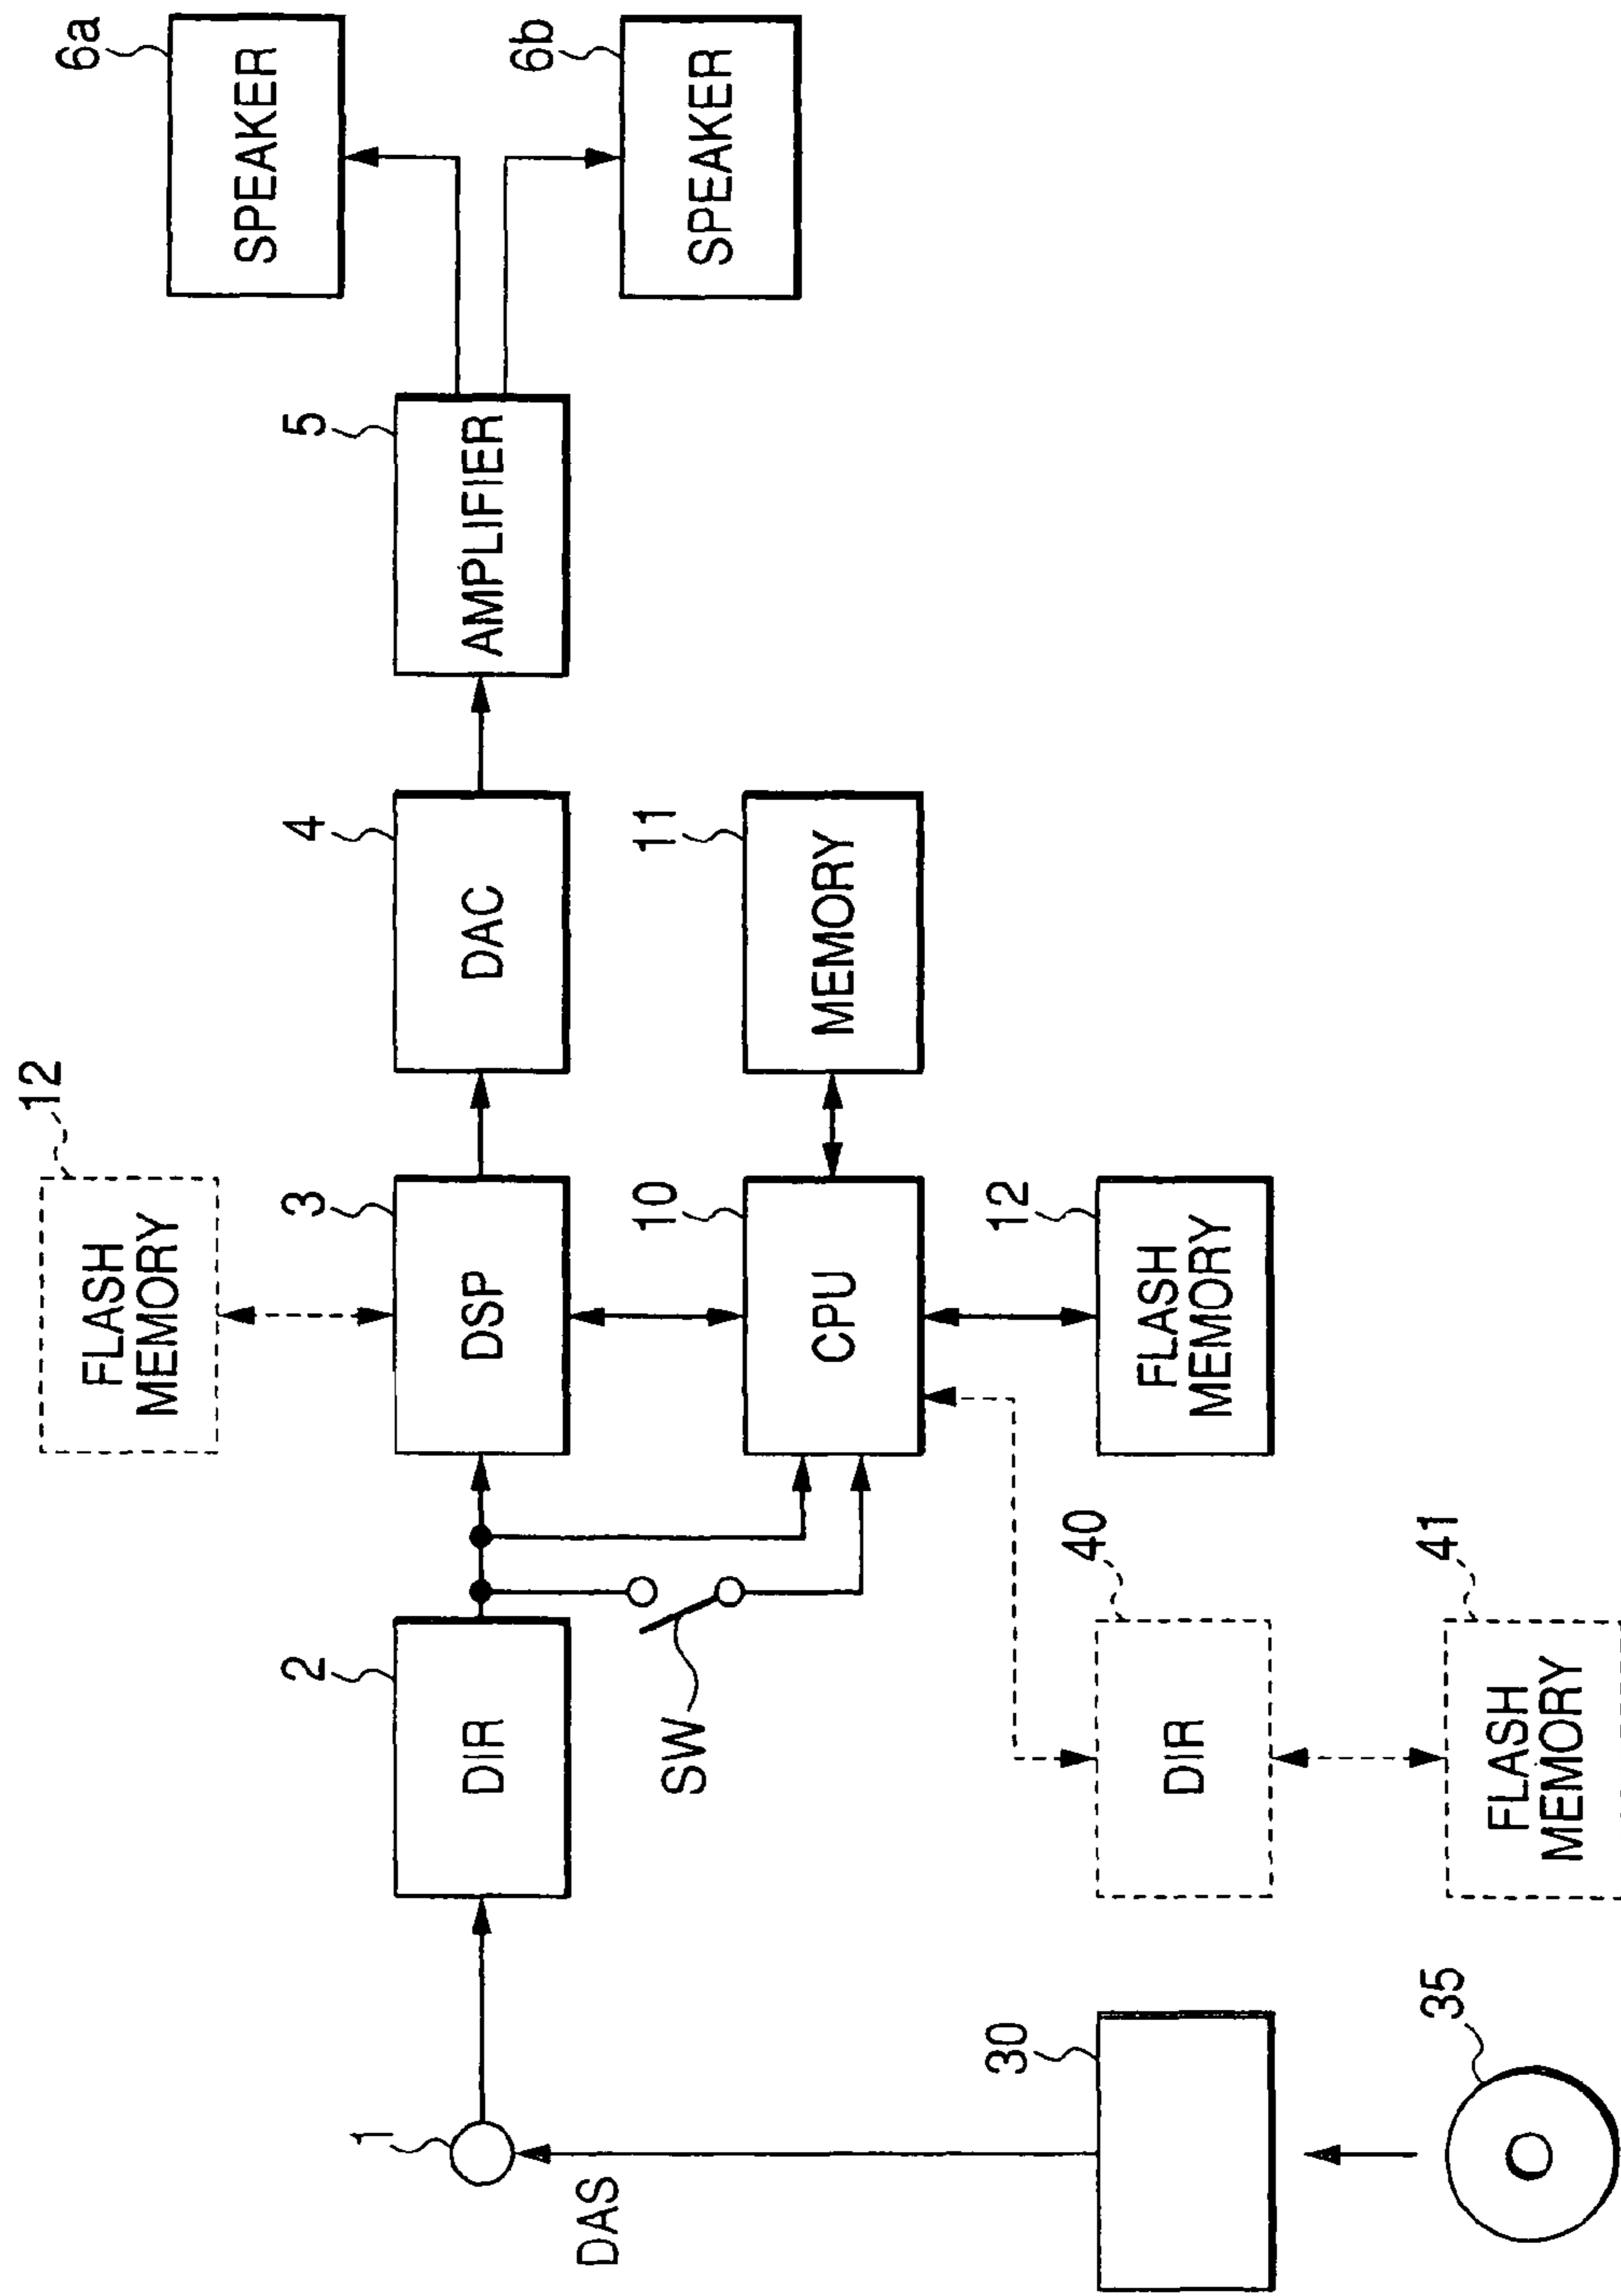 6a
SPEAKER
6b
SPEAKER
5
AMPLIFIER
4
DAC
11
MEMORY
12
FLASH
MEMORY
3
DSP
10
CPU
12
FLASH
MEMORY
2
DIR
SW
40
DIR
41
FLASH
MEMORY
1
DAS
30
35